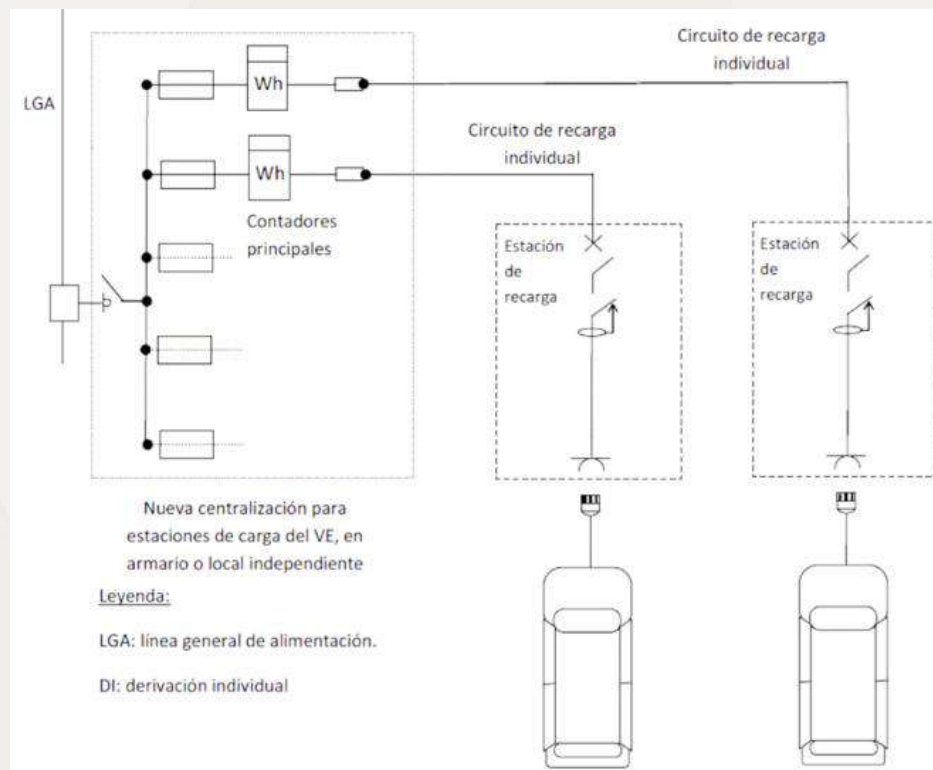 Circuito de recarga
individual
LGA
Wh
Circuito de recarga
individual
Wh
Contadores
principales
Estación
de
recarga
Estación
de
recarga
Nueva centralización para
estaciones de carga del VE, en
armario o local independiente
Leyenda:
LGA: línea general de alimentación.
DI: derivación individual